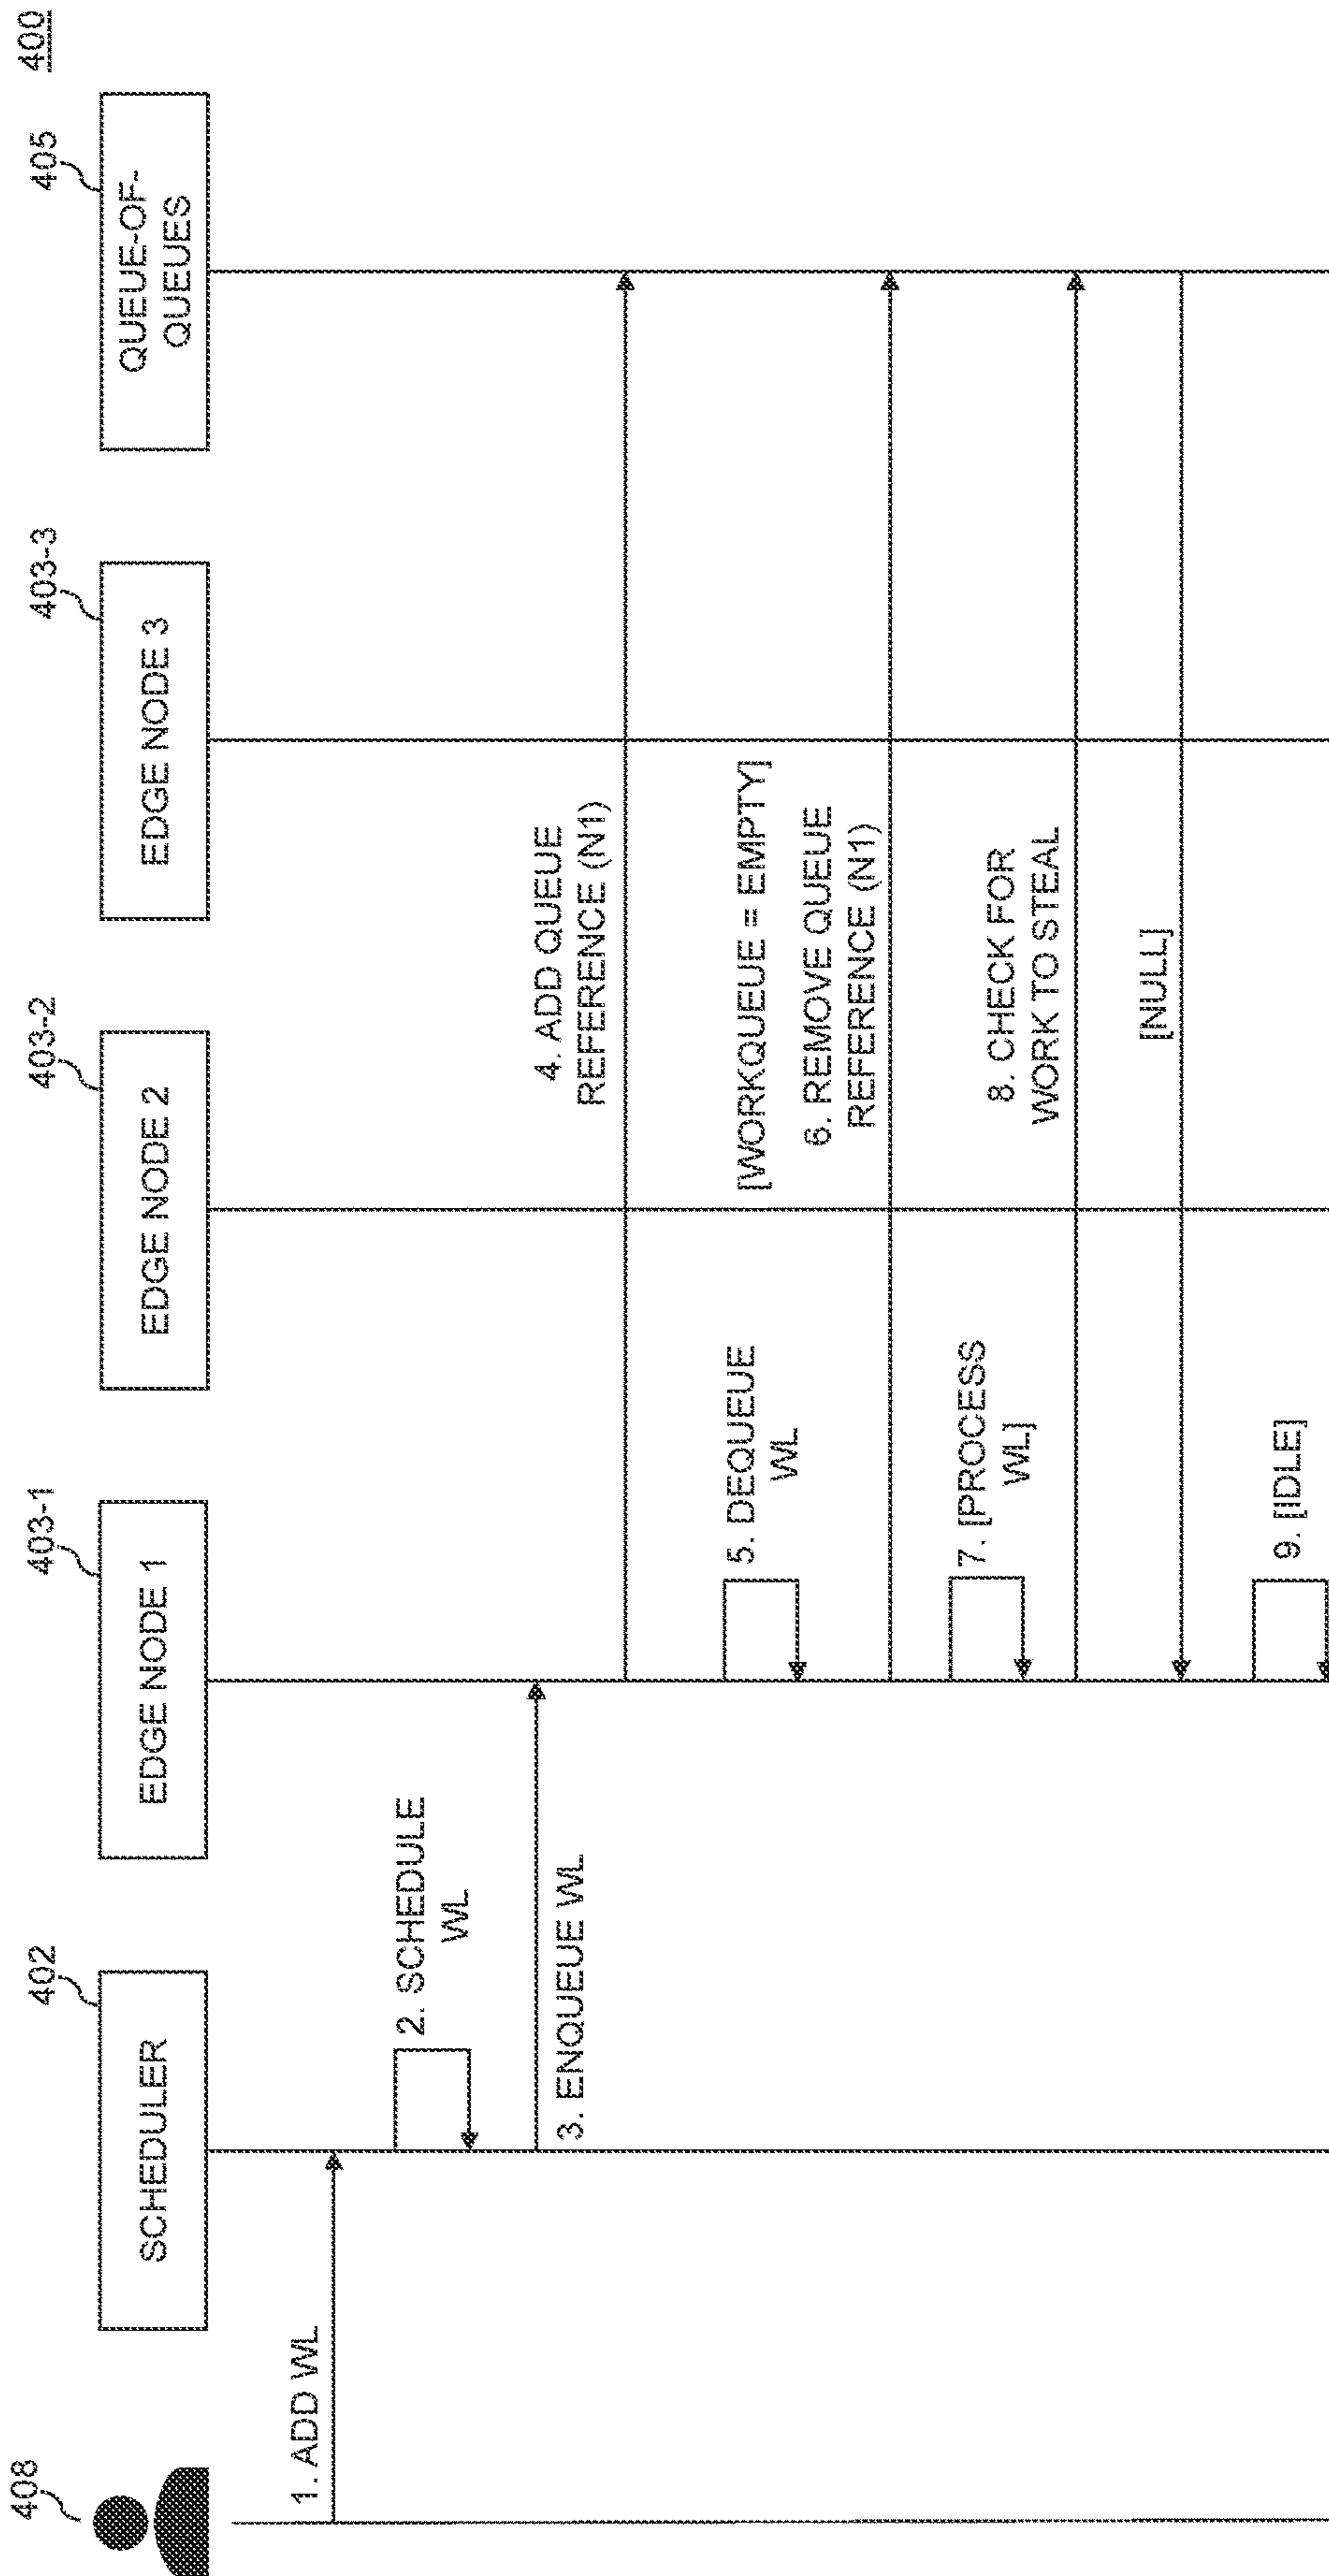 400
408
402
403-1
403-2
403-3
405
SCHEDULER
EDGE NODE 1
EDGE NODE 2
EDGE NODE 3
QUEUE-OF-
QUEUES
1. ADD WL
2. SCHEDULE
WL
3. ENQUEUE WL
4. ADD QUEUE
REFERENCE (N1)
5. DEQUEUE
WL
[WORKQUEUE = EMPTY]
6. REMOVE QUEUE
REFERENCE (N1)
7. [PROCESS
WL]
8. CHECK FOR
WORK TO STEAL
[NULL]
9. [IDLE]